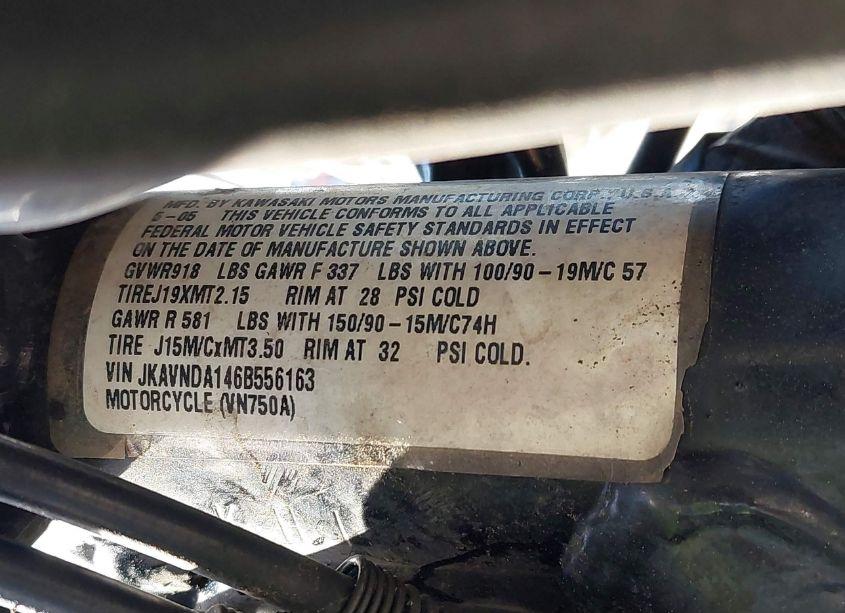 MFD. BY KAWASAKI MOTORS MANUFACTURING CORP., U.S.A.
5-05 THIS VEHICLE CONFORMS TO ALL APPLICABLE
FEDERAL MOTOR VEHICLE SAFETY STANDARDS IN EFFECT
ON THE DATE OF MANUFACTURE SHOWN ABOVE.
GVWR918 LBS GAWR F 337 LBS WITH 100/90-19M/C 57
TIREJ19XMT2.15 RIM AT 28 PSI COLD
GAWR R 581 LBS WITH 150/90-15M/C74H
TIRE J15M/CxMT3.50 RIM AT 32 PSI COLD.
VIN JKAVNDA146B556163
MOTORCYCLE (VN750A)